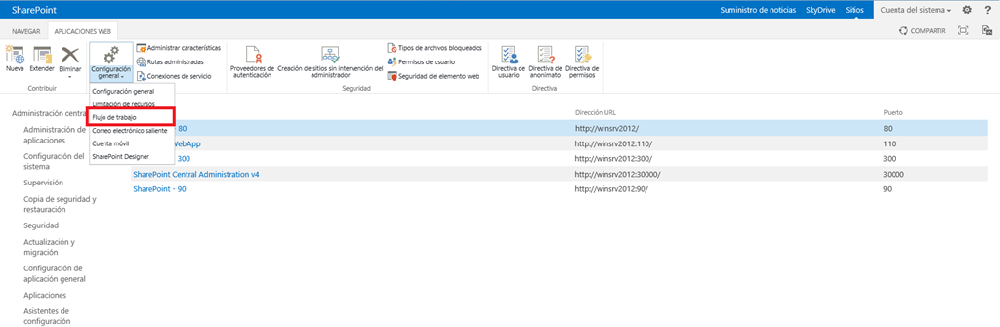 SharePoint
Suministro de noticias SkyDrive Sitios Cuenta del sistema
NAVEGAR APLICACIONES WEB
COMPARTIR
Nueva Extender Eliminar
Configuración general
Administrar características
Rutas administradas
Conexiones de servicio
Proveedores de autenticación
Creación de sitios sin intervención del administrador
Tipos de archivos bloqueados
Permisos de usuario
Seguridad del elemento web
Directiva de usuario
Directiva de anonimato
Directiva de permisos
Contribuir
Seguridad
Directiva
Configuración general
Limitación de recursos
Flujo de trabajo
Correo electrónico saliente
Cuenta móvil
SharePoint Designer
Administración centra
Administración de
aplicaciones
Configuración del
sistema
Supervisión
Copia de seguridad y
restauración
Seguridad
Actualización y
migración
Configuración de
aplicación general
Aplicaciones
Asistentes de
configuración
Dirección URL Puerto
80 http://winsrv2012/ 80
WebApp http://winsrv2012:110/ 110
300 http://winsrv2012:300/ 300
SharePoint Central Administration v4 http://winsrv2012:30000/ 30000
SharePoint - 90 http://winsrv2012:90/ 90